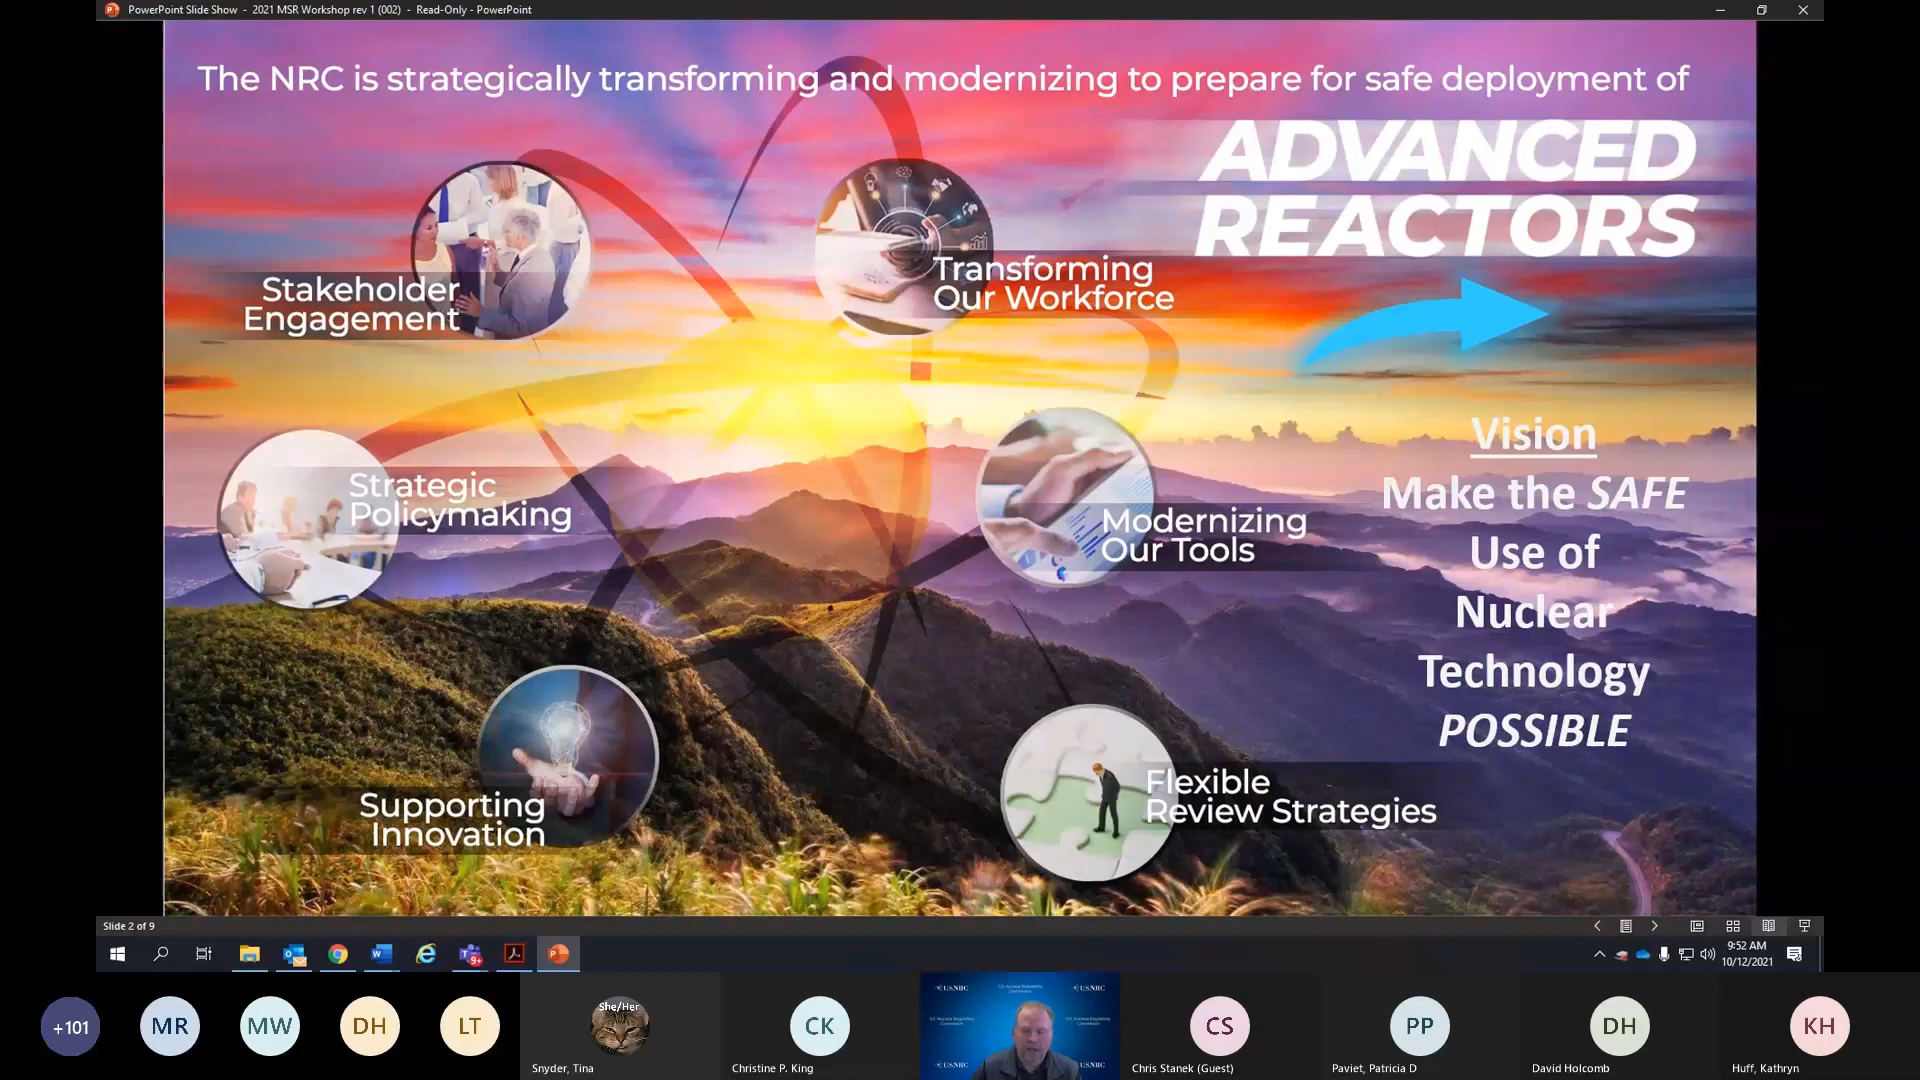 PowerPoint Slide Show - 2021 MSR Workshop rev 1 (002) - Read-Only - PowerPoint
The NRC is strategically transforming and modernizing to prepare for safe deployment of
ADVANCED
REACTORS
Stakeholder
Engagement
Transforming
Our Workforce
Strategic
Policymaking
Modernizing
Our Tools
Supporting
Innovation
Flexible
Review Strategies
Vision
Make the SAFE
Use of
Nuclear
Technology
POSSIBLE
Slide 2 of 9
9:52 AM
10/12/2021
+101
MR
MW
DH
LT
She/Her
Snyder, Tina
CK
Christine P. King
U.S.NRC
U.S.NRC
U.S.NRC
U.S.NRC
CS
Chris Stanek (Guest)
PP
Paviet, Patricia D
DH
David Holcomb
KH
Huff, Kathryn